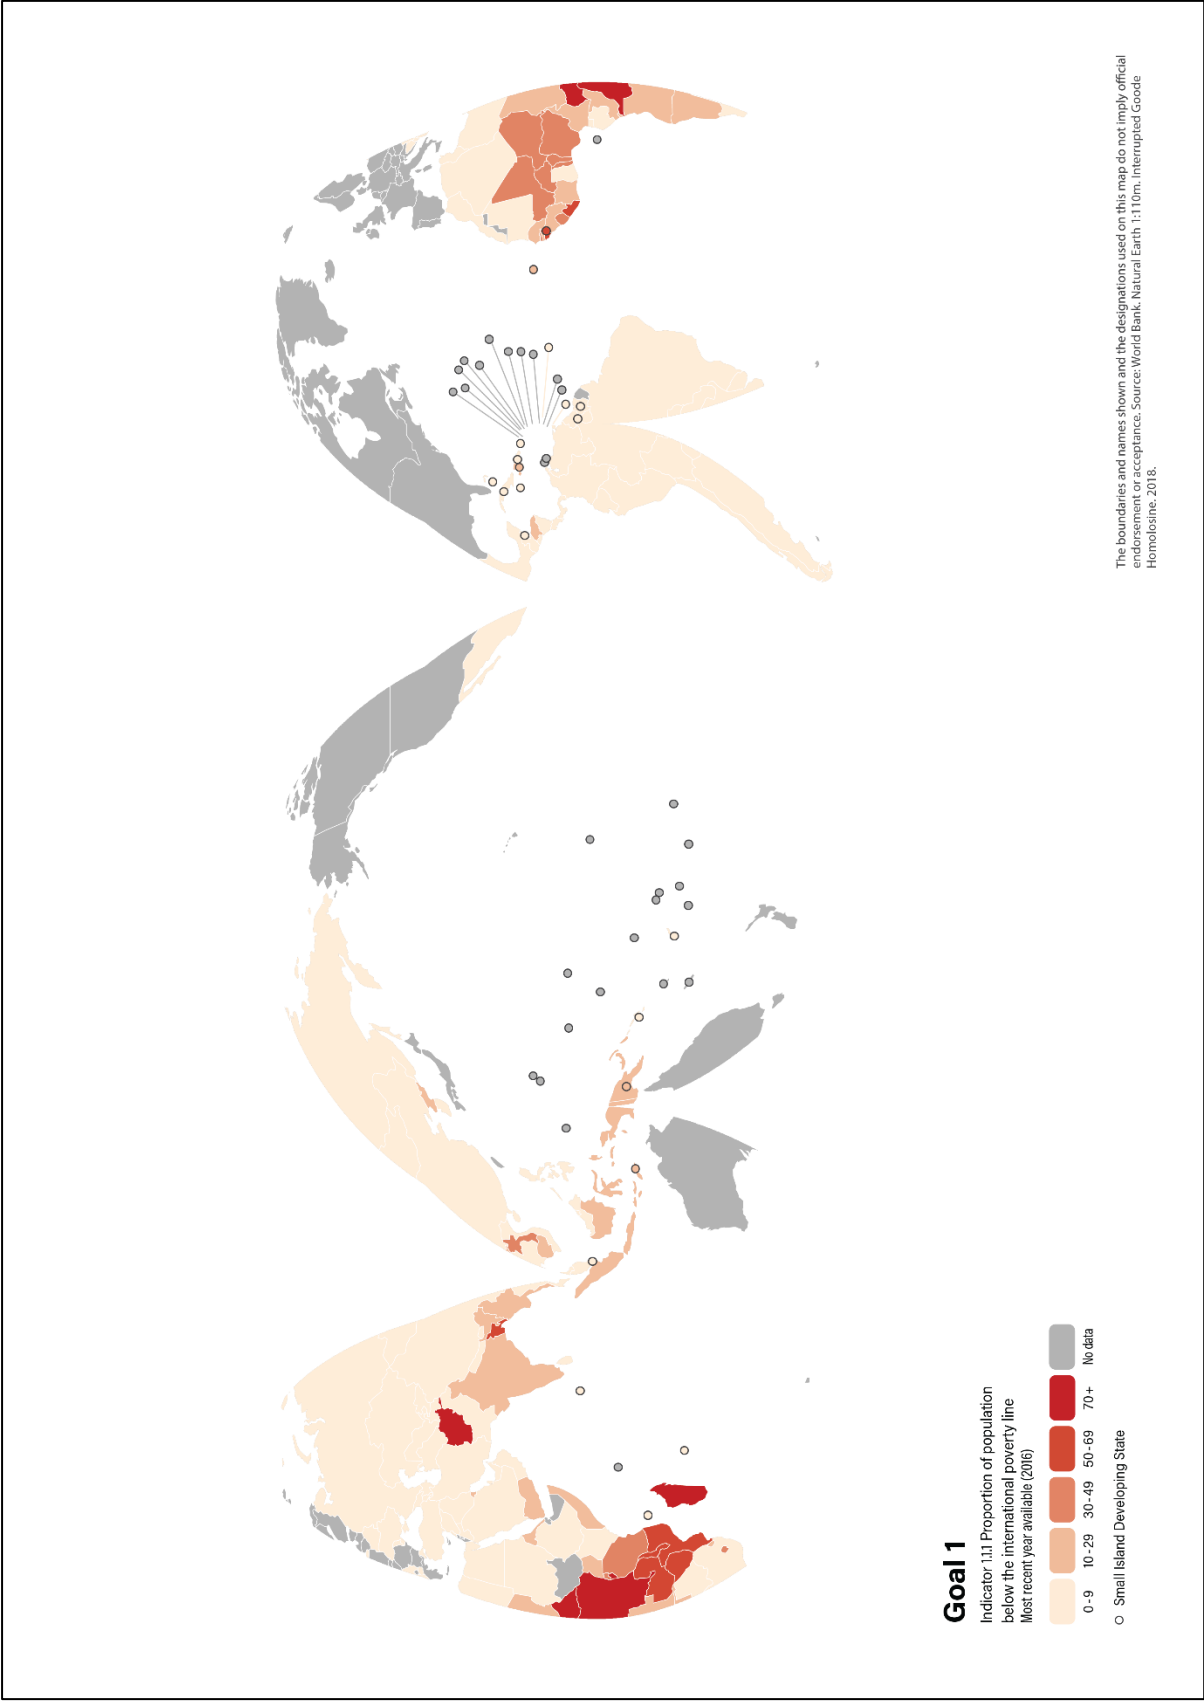 Goal 1
Indicator 1.1.1 Proportion of population
below the international poverty line
Most recent year available (2016)
0 - 9
10 - 29
30 - 49
50 - 69
70+
No data
Small Island Developing State
The boundaries and names shown and the designations used on this map do not imply official
endorsement or acceptance. Source: World Bank. Natural Earth 1:110m. Interrupted Goode
Homolosine. 2018.